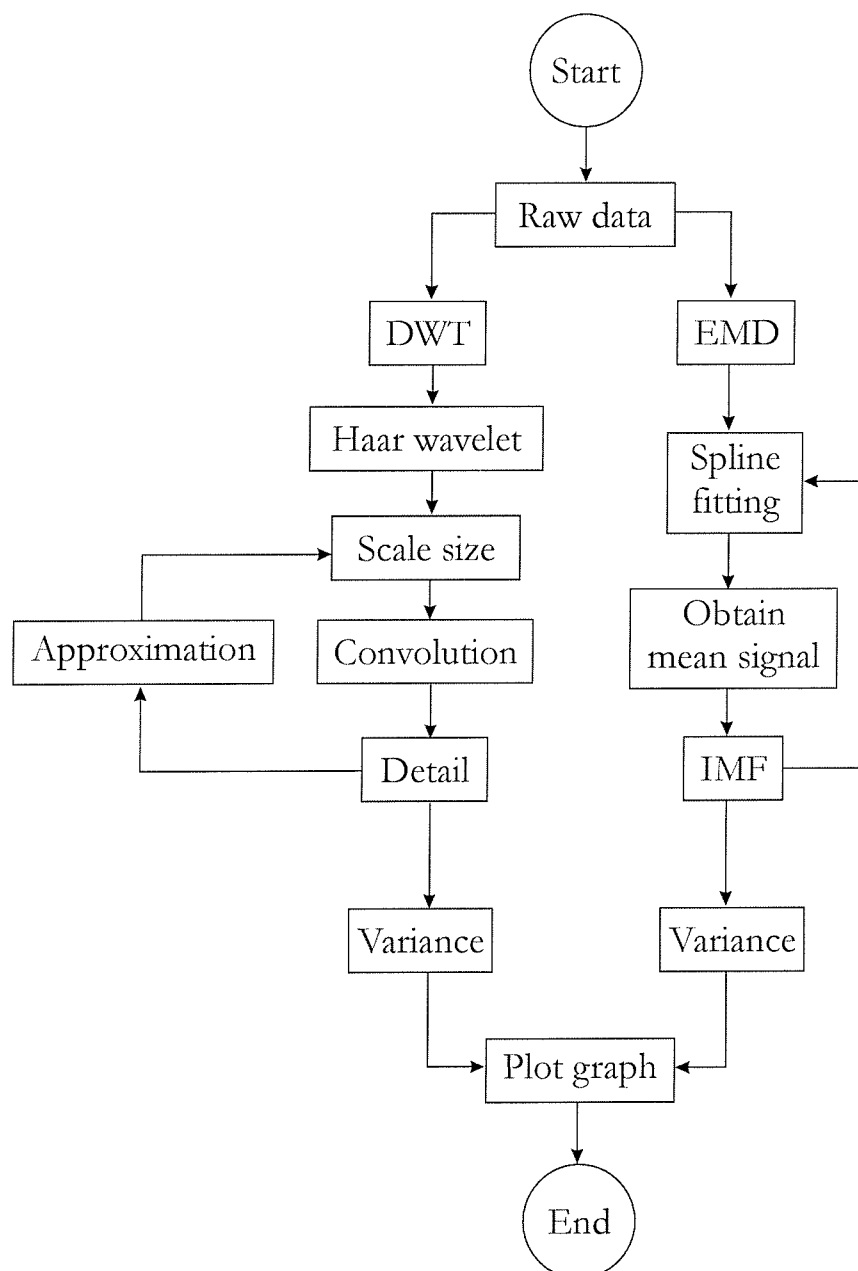 Start
Raw data
DWT
EMD
Haar wavelet
Spline
fitting
Scale size
Obtain
mean signal
Approximation
Convolution
Detail
IMF
Variance
Variance
Plot graph
End